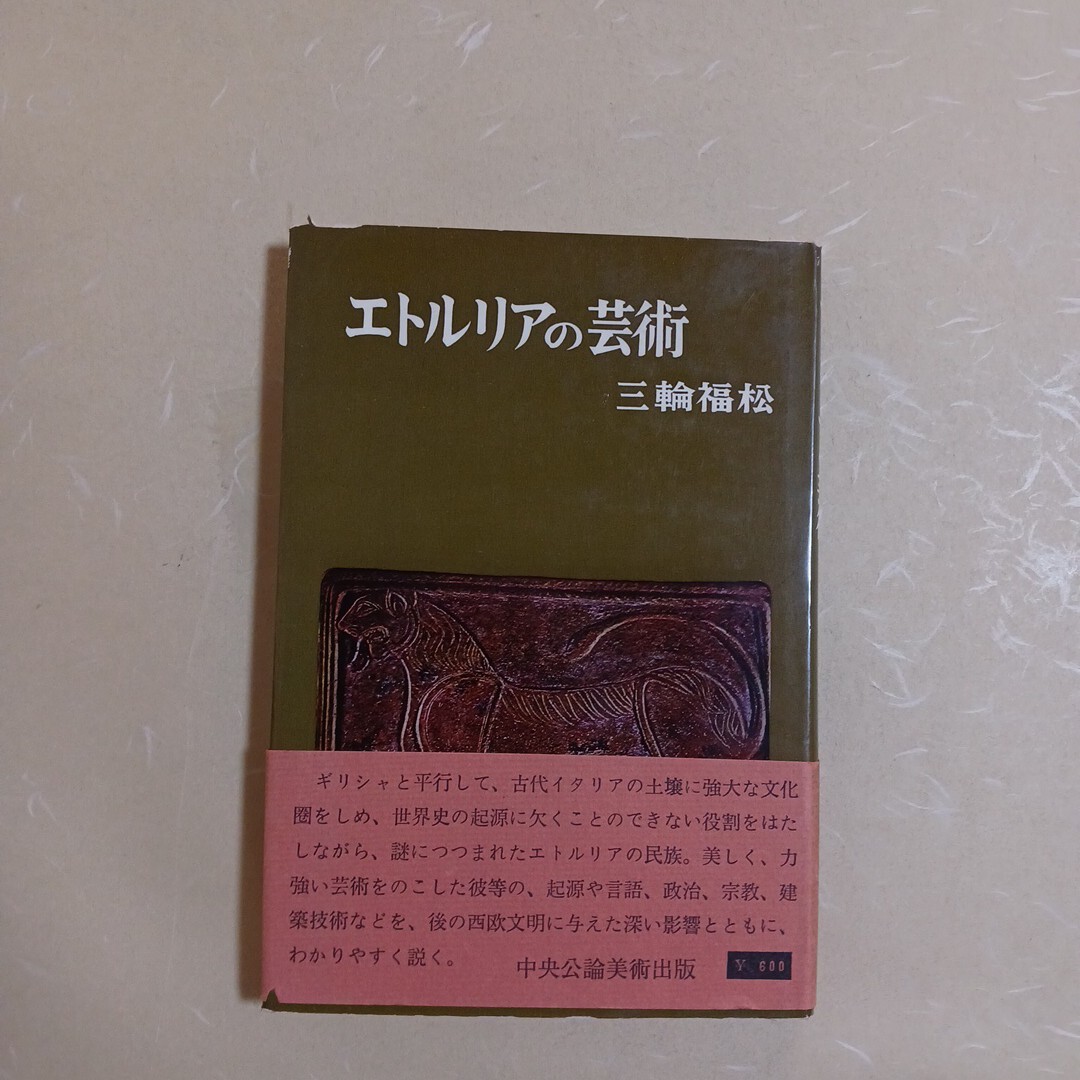 エトルリアの芸術
三輪福松
ギリシャと平行して、古代イタリアの土壌に強大な文化
圏をしめ、世界史の起源に欠くことのできない役割をはた
しながら、謎につつまれたエトルリアの民族。美しく、力
強い芸術をのこした彼等の、起源や言語、政治、宗教、建
築技術などを、後の西欧文明に与えた深い影響とともに、
わかりやすく説く。
中央公論美術出版 ¥ 600